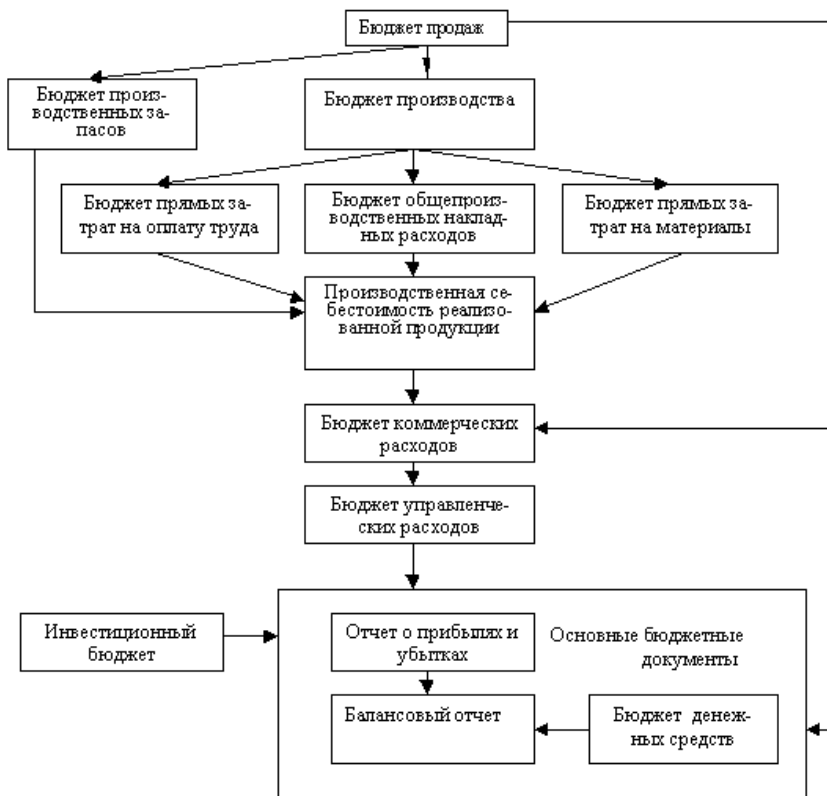 Бюджет продаж
Бюджет произ-
водственных за-
пасов
Бюджет производства
Бюджет прямых за-
трат на оплату труда
Бюджет общепроиз-
водственных наклад-
ных расходов
Бюджет прямых за-
трат на материалы
Производственная се-
бестоимость реализо-
ванной продукции
Бюджет коммерческих
расходов
Бюджет управленче-
ских расходов
Инвестиционный
бюджет
Отчет о прибылях и
убытках
Основные бюджетные
документы
Балансовый отчет
Бюджет денеж-
ных средств